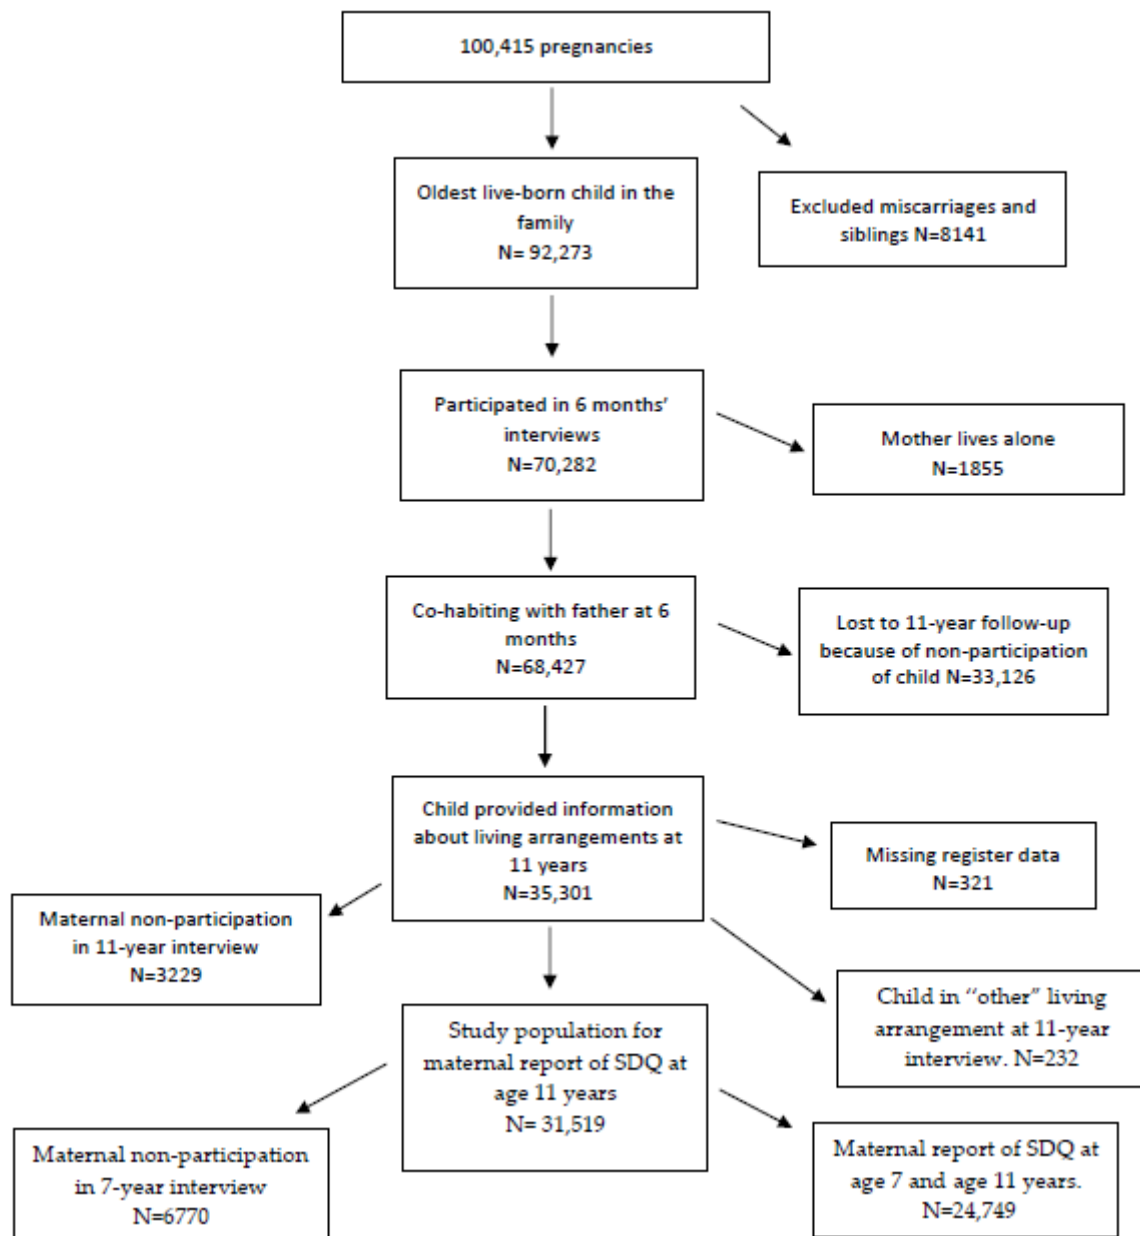 100,415 pregnancies
Oldest live-born child in the
family
N= 92,273
Excluded miscarriages and
siblings N=8141
Participated in 6 months’
interviews
N=70,282
Mother lives alone
N=1855
Co-habiting with father at 6
months
N=68,427
Lost to 11-year follow-up
because of non-participation
of child N=33,126
Child provided information
about living arrangements at
11 years
N=35,301
Missing register data
N=321
Maternal non-participation
in 11-year interview
N=3229
Child in “other” living
arrangement at 11-year
interview. N=232
Study population for
maternal report of SDQ at
age 11 years
N= 31,519
Maternal non-participation
in 7-year interview
N=6770
Maternal report of SDQ at
age 7 and age 11 years.
N=24,749